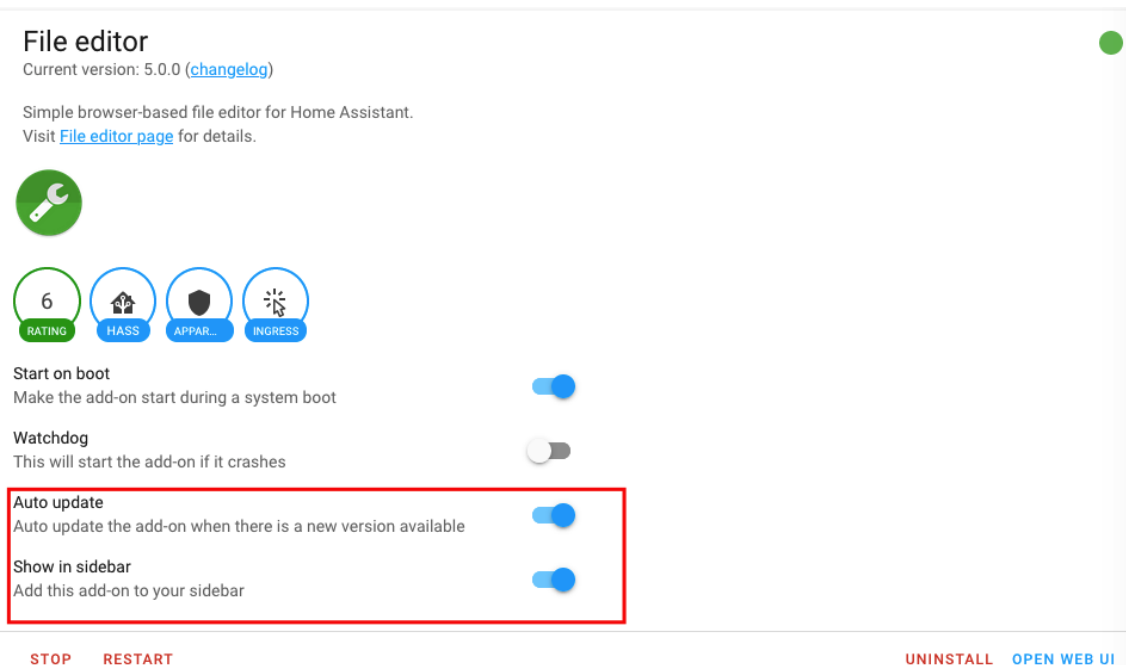 File editor
Current version: 5.0.0 (changelog)
Simple browser-based file editor for Home Assistant.
Visit File editor page for details.
6
RATING
HASS
APPAR...
INGRESS
Start on boot
Make the add-on start during a system boot
Watchdog
This will start the add-on if it crashes
Auto update
Auto update the add-on when there is a new version available
Show in sidebar
Add this add-on to your sidebar
STOP RESTART UNINSTALL OPEN WEB UI